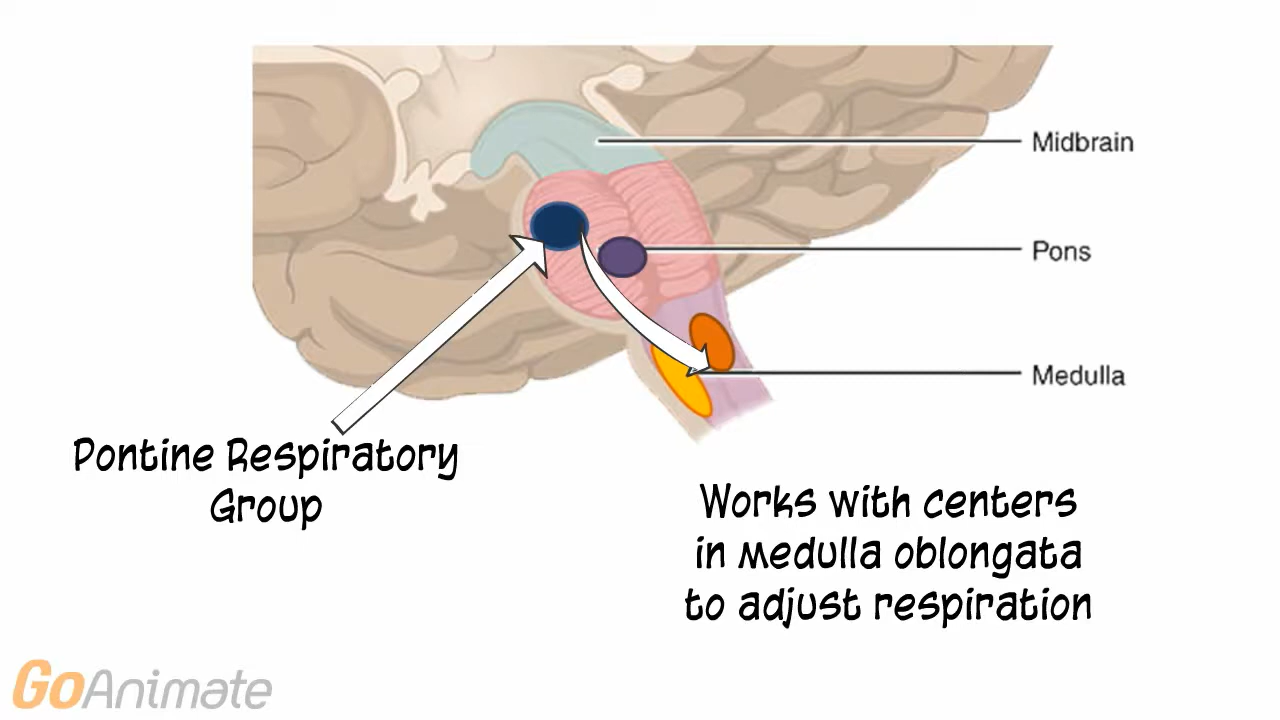 Midbrain
Pons
Medulla
Pontine Respiratory
Group
Works with centers
in medulla oblongata
to adjust respiration
GoAnimate